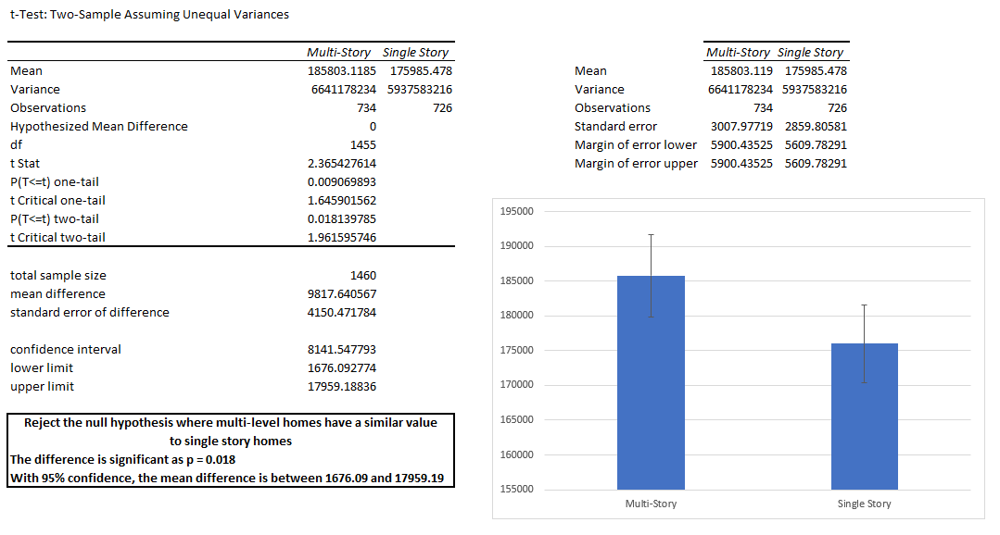 t-Test: Two-Sample Assuming Unequal Variances
Multi-Story Single Story
Mean 185803.1185 175985.478
Variance 6641178234 5937583216
Observations 734 726
Hypothesized Mean Difference 0
df 1455
t Stat 2.365427614
P(T<=t) one-tail 0.009069893
t Critical one-tail 1.645901562
P(T<=t) two-tail 0.018139785
t Critical two-tail 1.961595746
total sample size 1460
mean difference 9817.640567
standard error of difference 4150.471784
confidence interval 8141.547793
lower limit 1676.092774
upper limit 17959.18836
Reject the null hypothesis where multi-level homes have a similar value
to single story homes
The difference is significant as p = 0.018
With 95% confidence, the mean difference is between 1676.09 and 17959.19
Multi-Story Single Story
Mean 185803.119 175985.478
Variance 6641178234 5937583216
Observations 734 726
Standard error 3007.97719 2859.80581
Margin of error lower 5900.43525 5609.78291
Margin of error upper 5900.43525 5609.78291
195000
190000
185000
180000
175000
170000
165000
160000
155000
Multi-Story Single Story